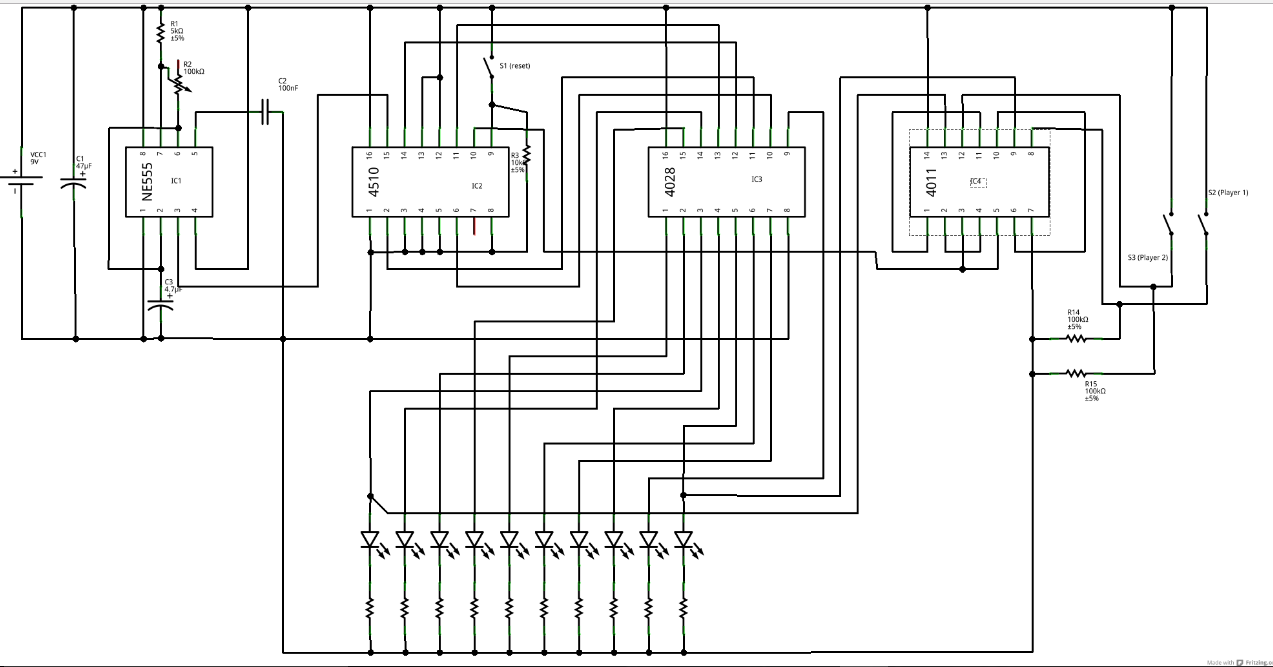 R1
5kΩ
±5%
R2
100kΩ
C2
100nF
S1 (reset)
VCC1
9V
+
C1
47µF
+
8
7
6
5
NE555
IC1
1
2
3
4
C3
4.7µF
+
16
15
14
13
12
11
10
9
4510
IC2
1
2
3
4
5
6
7
8
R3
10kΩ
±5%
16
15
14
13
12
11
10
9
4028
IC3
1
2
3
4
5
6
7
8
14
13
12
11
10
9
8
4011
IC4
1
2
3
4
5
6
7
S2 (Player 1)
S3 (Player 2)
R14
100kΩ
±5%
R15
100kΩ
±5%
Made with Fritzing.o